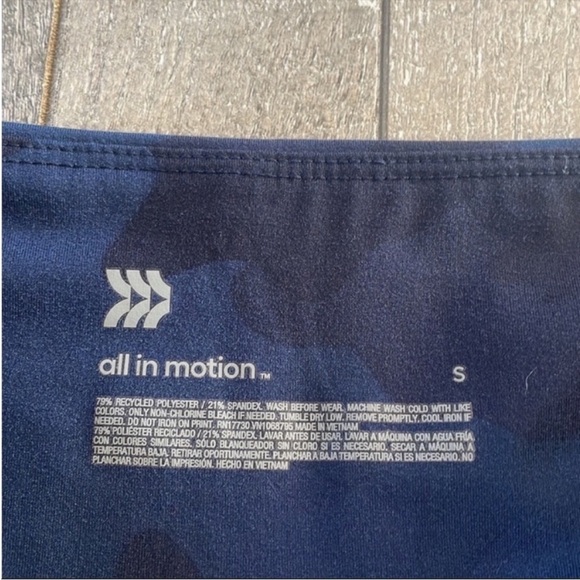 all in motion™ S
79% RECYCLED POLYESTER / 21% SPANDEX. WASH BEFORE WEAR. MACHINE WASH COLD WITH LIKE
COLORS. ONLY NON-CHLORINE BLEACH IF NEEDED. TUMBLE DRY LOW. REMOVE PROMPTLY. COOL IRON IF
NEEDED. DO NOT IRON ON PRINT. RN17730 VN1068795 MADE IN VIETNAM
79% POLIÉSTER RECICLADO / 21% SPANDEX. LAVAR ANTES DE USAR. LAVAR A MÁQUINA CON AGUA FRÍA
CON COLORES SIMILARES. SOLO BLANQUEADOR SIN CLORO SI ES NECESARIO. SECAR A MÁQUINA A
TEMPERATURA BAJA. RETIRAR OPORTUNAMENTE. PLANCHAR A BAJA TEMPERATURA SI ES NECESARIO. NO
PLANCHAR SOBRE LA IMPRESIÓN. HECHO EN VIETNAM